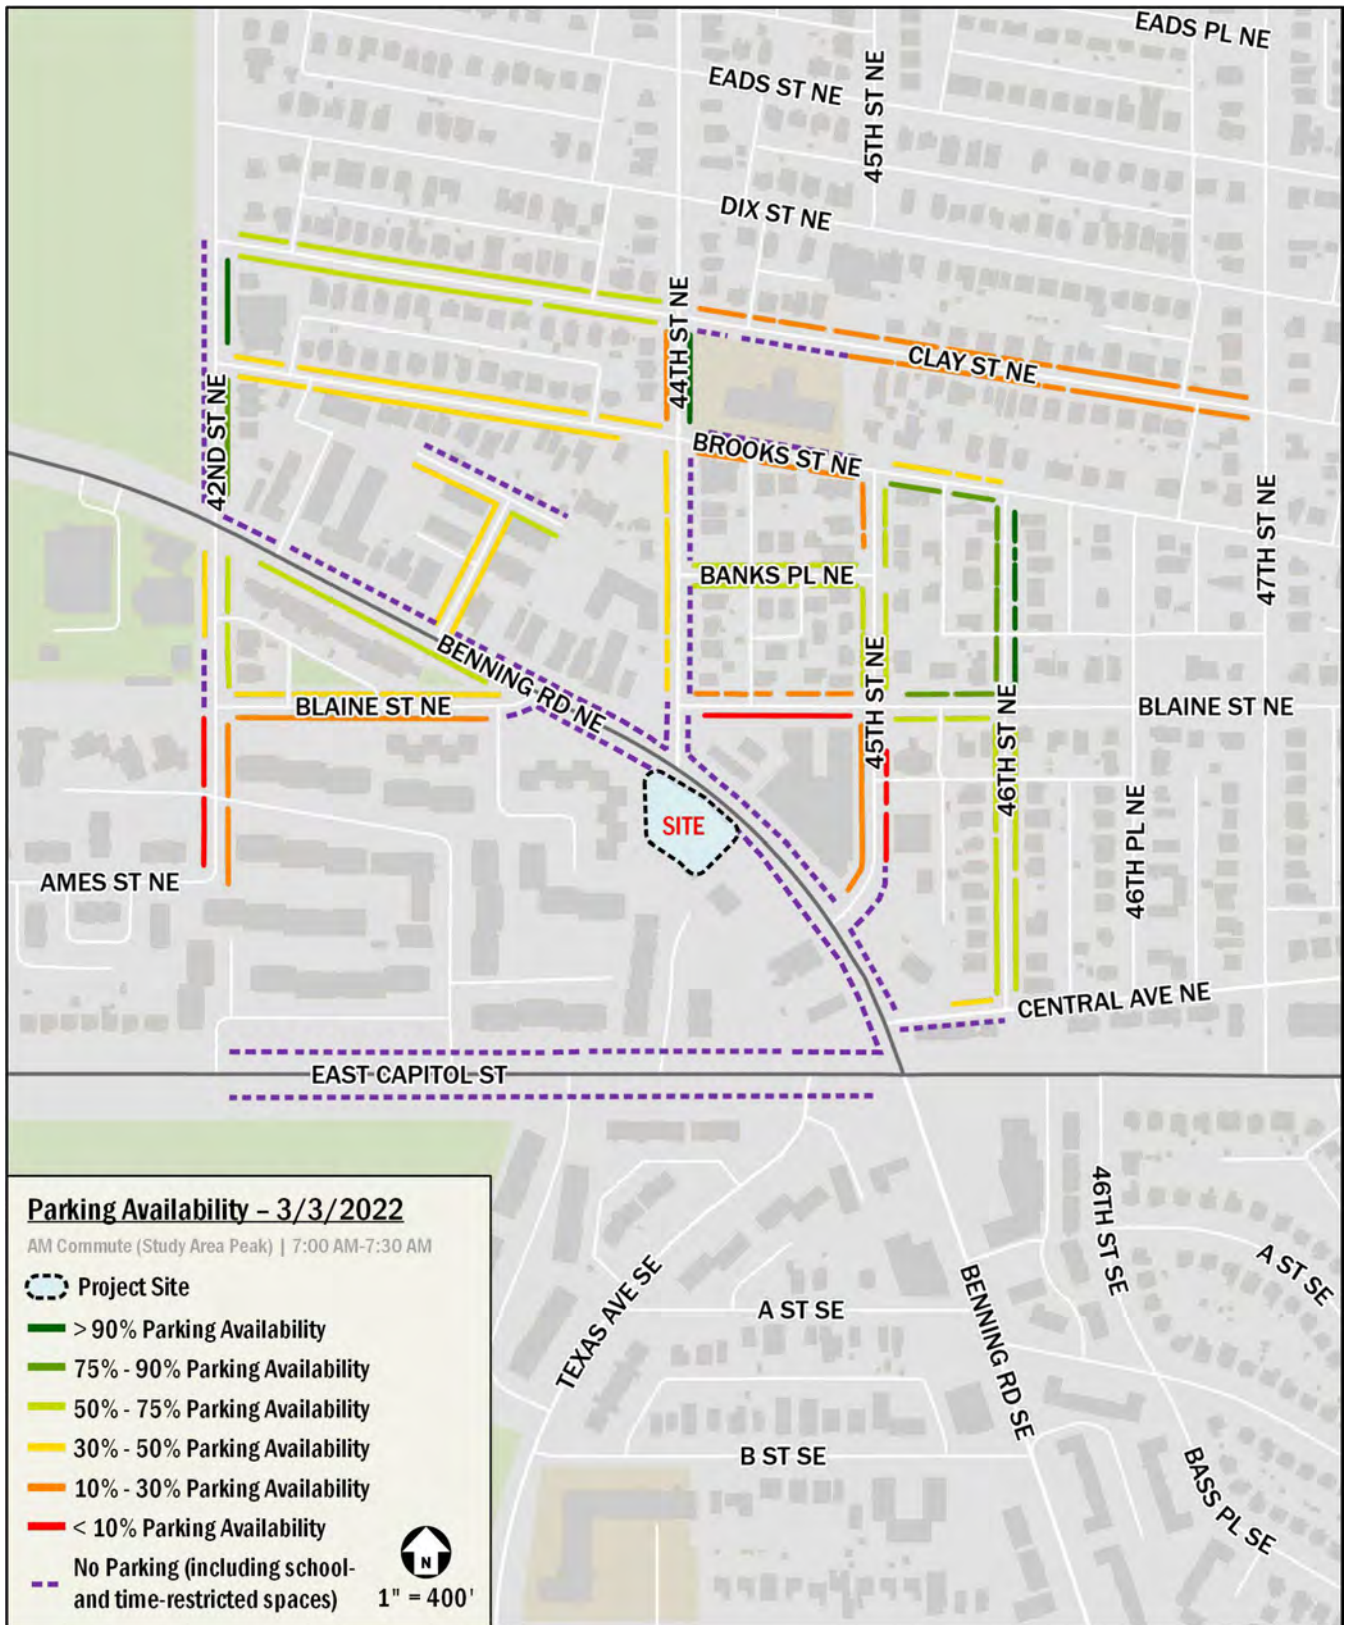 EADS PL NE
EADS ST NE
45TH ST NE
DIX ST NE
44TH ST NE
CLAY ST NE
42ND ST NE
BROOKS ST NE
47TH ST NE
BANKS PL NE
BENNING RD NE
45TH ST NE
BLAINE ST NE
BLAINE ST NE
46TH ST NE
SITE
46TH PL NE
AMES ST NE
CENTRAL AVE NE
EAST CAPITOL ST
46TH ST SE
A ST SE
TEXAS AVE SE
A ST SE
BENNING RD SE
B ST SE
BASS PL SE
Parking Availability – 3/3/2022
AM Commute (Study Area Peak) | 7:00 AM-7:30 AM
Project Site
> 90% Parking Availability
75% - 90% Parking Availability
50% - 75% Parking Availability
30% - 50% Parking Availability
10% - 30% Parking Availability
< 10% Parking Availability
No Parking (including school-
and time-restricted spaces)
N
1" = 400'